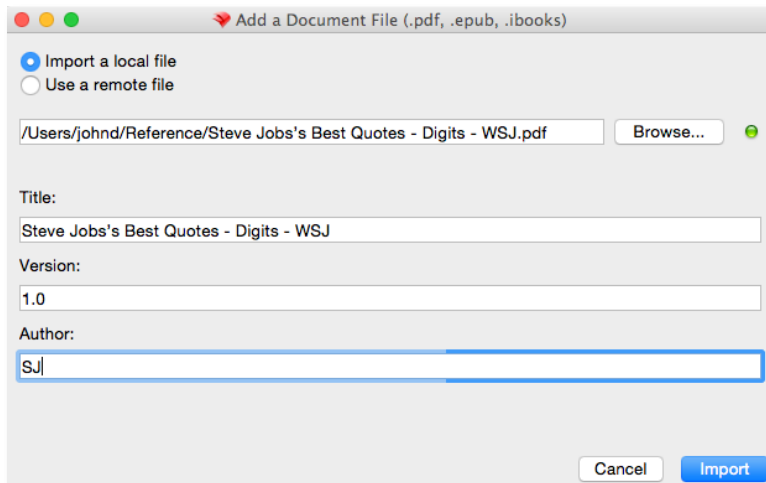 Add a Document File (.pdf, .epub, .ibooks)
Import a local file
Use a remote file
/Users/johnd/Reference/Steve Jobs's Best Quotes - Digits - WSJ.pdf Browse...
Title:
Steve Jobs's Best Quotes - Digits - WSJ
Version:
1.0
Author:
SJ
Cancel Import